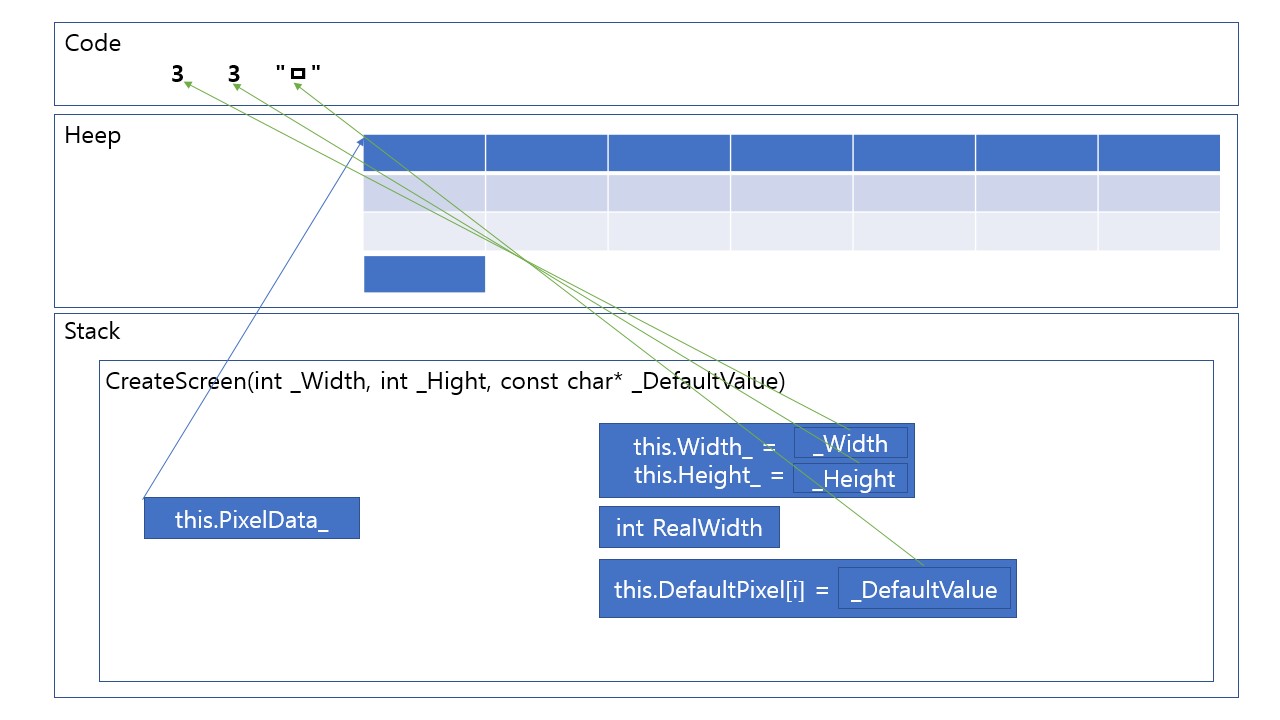 Code
3 3 "ㅁ"
Heep
Stack
CreateScreen(int _Width, int _Hight, const char* _DefaultValue)
this.Width_ = _Width
this.Height_ = _Height
this.PixelData_
int RealWidth
this.DefaultPixel[i] = _DefaultValue